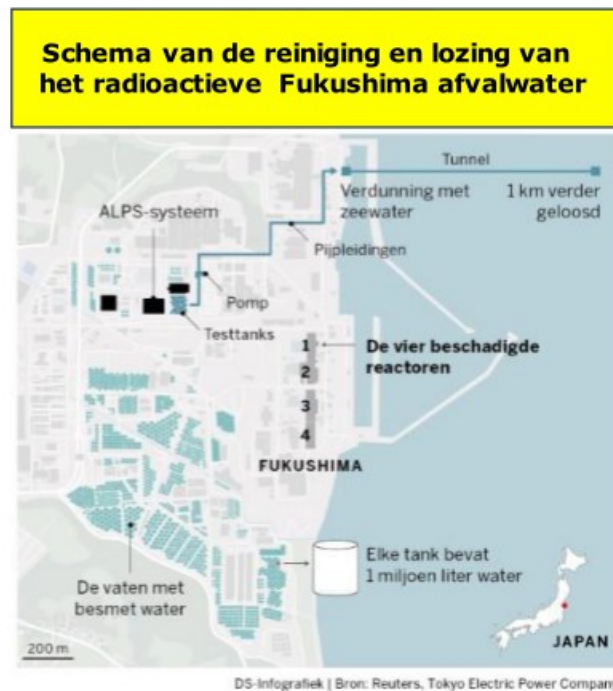 Schema van de reiniging en lozing van
het radioactieve Fukushima afvalwater
Tunnel
Verdunning met
zeewater
1 km verder
geloosd
ALPS-systeem
Pijpleidingen
Pomp
Testtanks
1
2
3
4
De vier beschadigde
reactoren
FUKUSHIMA
Elke tank bevat
1 miljoen liter water
De vaten met
besmet water
200 m
JAPAN
DS-Infografiek | Bron: Reuters, Tokyo Electric Power Company